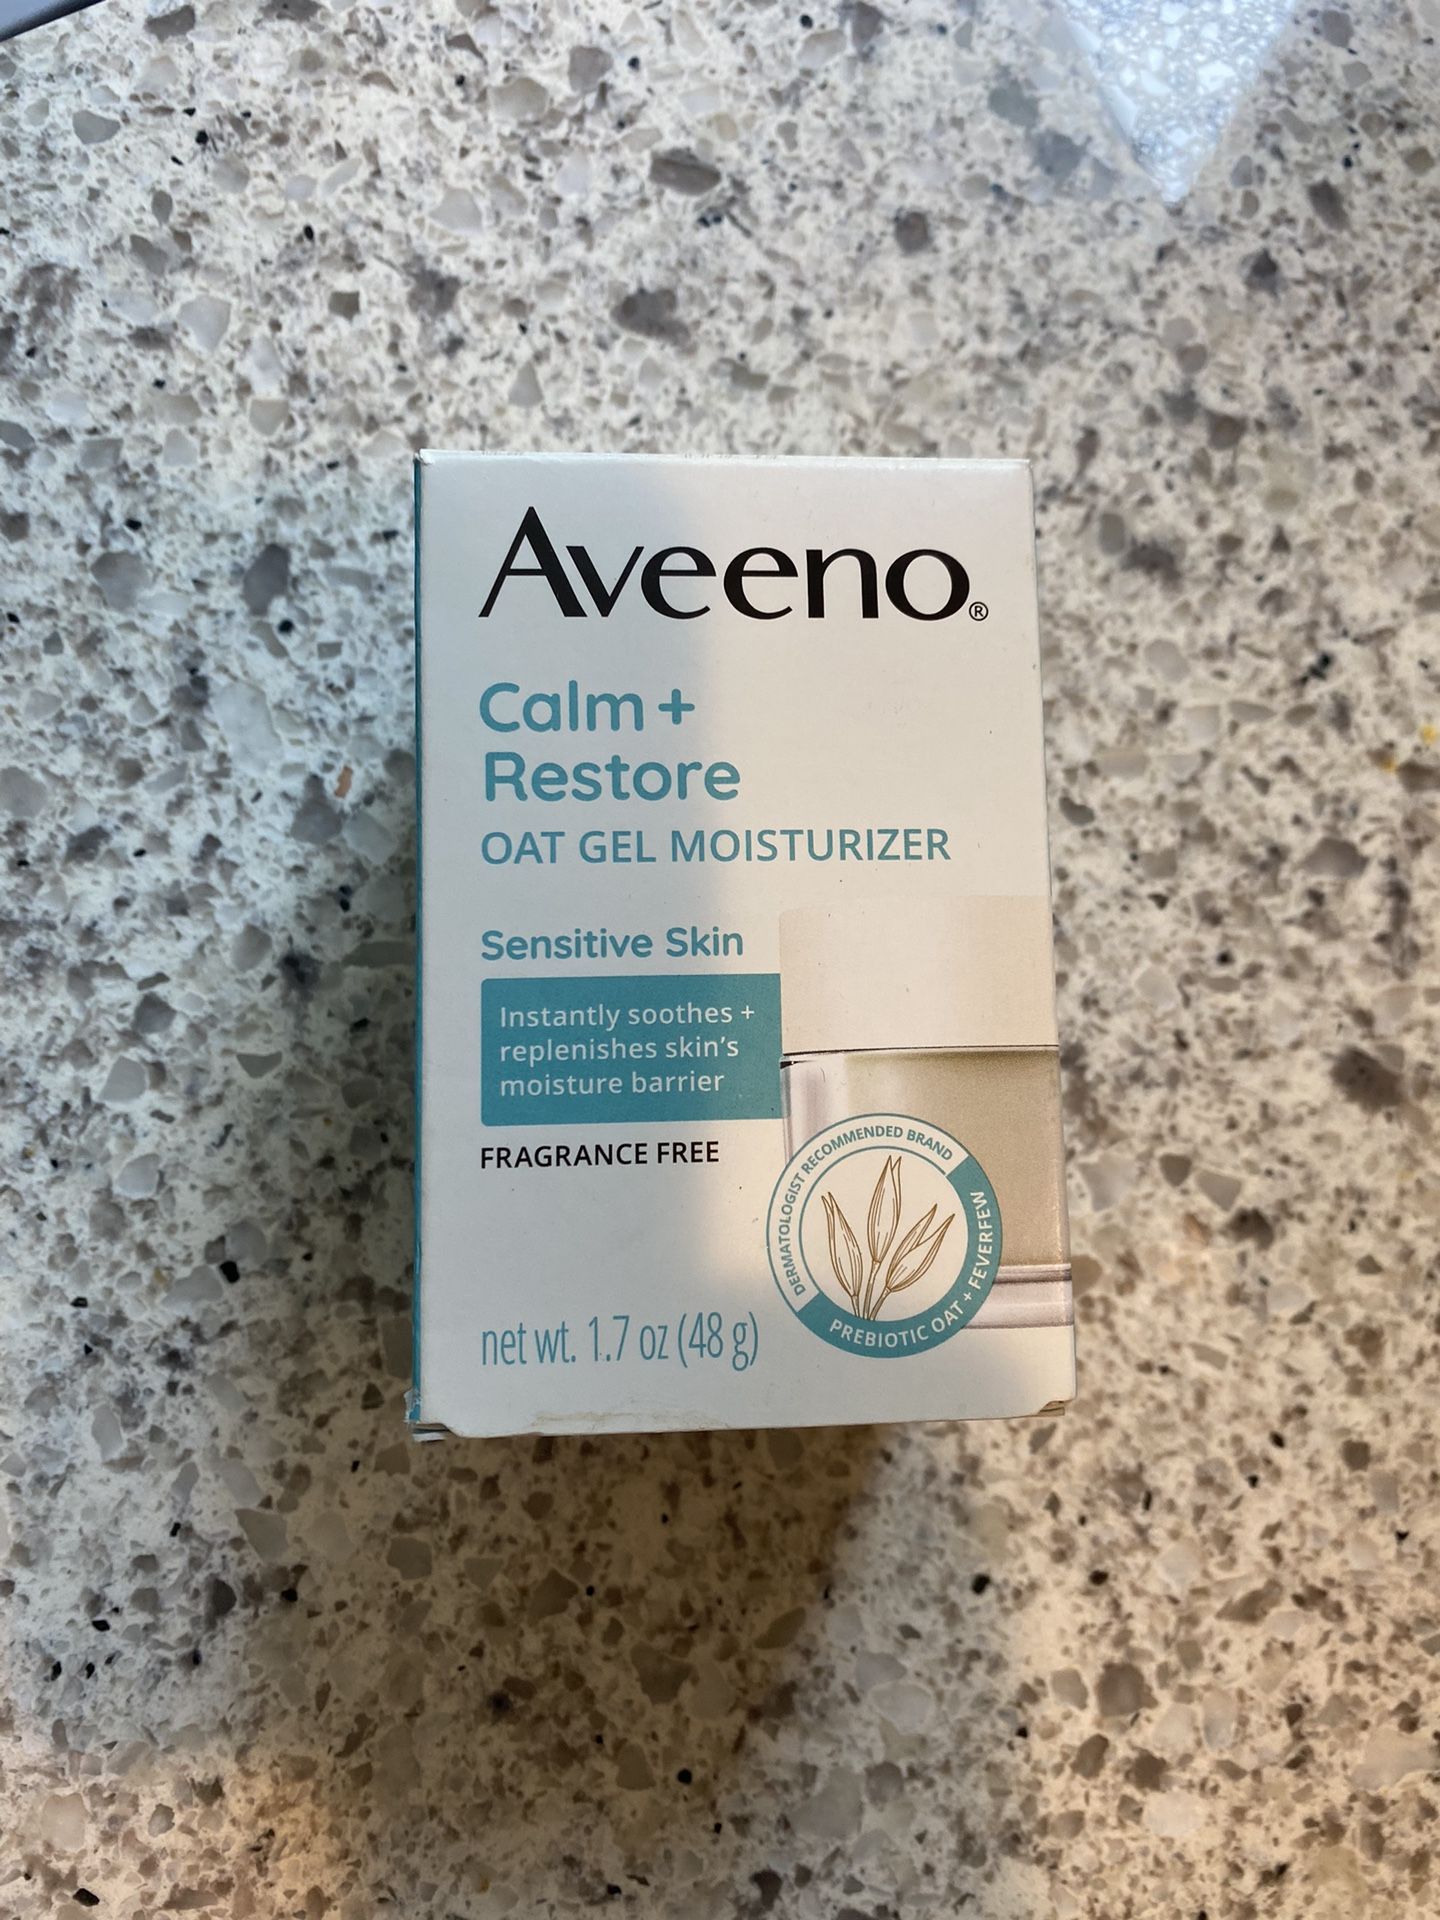 Aveeno®
Calm +
Restore
OAT GEL MOISTURIZER
Sensitive Skin
Instantly soothes +
replenishes skin's
moisture barrier
FRAGRANCE FREE
DERMATOLOGIST RECOMMENDED BRAND
PREBIOTIC OAT + FEVERFEW
net wt. 1.7 oz (48 g)